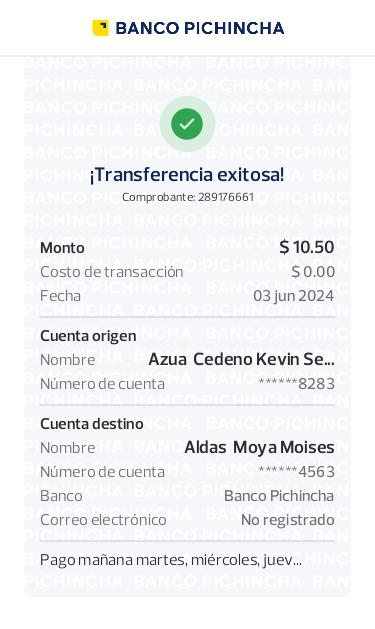 BANCO PICHINCHA
¡Transferencia exitosa!
Comprobante: 289176661
Monto $ 10.50
Costo de transacción $ 0.00
Fecha 03 jun 2024
Cuenta origen
Nombre Azua Cedeno Kevin Se...
Número de cuenta ******8283
Cuenta destino
Nombre Aldas Moya Moises
Número de cuenta ******4563
Banco Banco Pichincha
Correo electrónico No registrado
Pago mañana martes, miércoles, juev...